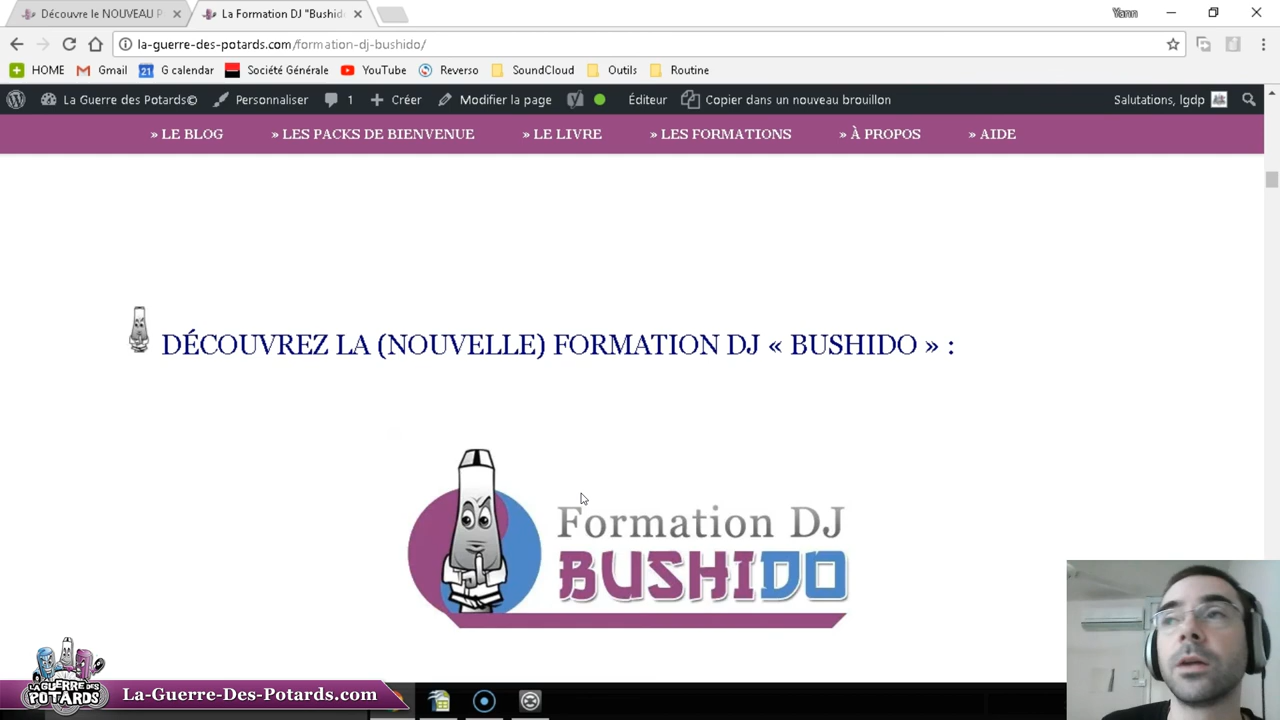 Découvre le NOUVEAU P
La Formation DJ "Bushid
Yann
la-guerre-des-potards.com/formation-dj-bushido/
HOME
Gmail
21
G calendar
Société Générale
YouTube
Reverso
SoundCloud
Outils
Routine
La Guerre des Potards©
Personnaliser
1
Créer
Modifier la page
Éditeur
Copier dans un nouveau brouillon
Salutations, lgdp
» LE BLOG
» LES PACKS DE BIENVENUE
» LE LIVRE
» LES FORMATIONS
» À PROPOS
» AIDE
DÉCOUVREZ LA (NOUVELLE) FORMATION DJ « BUSHIDO » :
Formation DJ
BUSHIDO
LA GUERRE DES
POTARDS
La-Guerre-Des-Potards.com